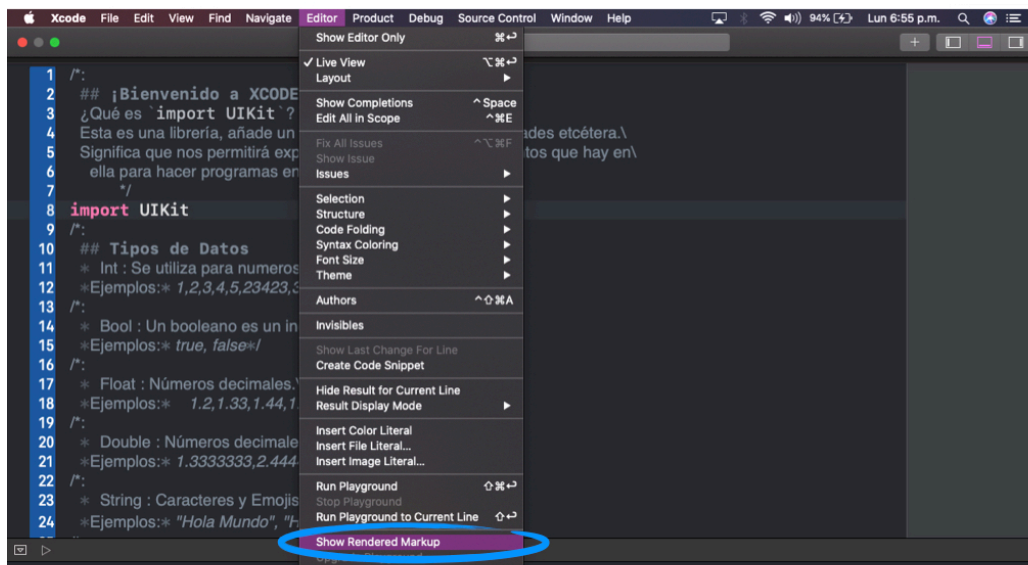 Xcode File Edit View Find Navigate Editor Product Debug Source Control Window Help 94% Lun 6:55 p.m.
Show Editor Only ⌘↩
✓ Live View ⌥⌘↩
Layout ▶
Show Completions ^Space
Edit All in Scope ^⌘E
Fix All Issues ^⌥⌘F
Show Issue
Issues ▶
Selection ▶
Structure ▶
Code Folding ▶
Syntax Coloring ▶
Font Size ▶
Theme ▶
Authors ^⇧⌘A
Invisibles
Show Last Change For Line
Create Code Snippet
Hide Result for Current Line
Result Display Mode ▶
Insert Color Literal
Insert File Literal...
Insert Image Literal...
Run Playground ⇧⌘↩
Stop Playground
Run Playground to Current Line ⇧↩
Show Rendered Markup
1 /*:
2 ## ¡Bienvenido a XCODE
3 ¿Qué es `import UIKit`?
4 Esta es una librería, añade un ades etcétera.\
5 Significa que nos permitirá exp tos que hay en\
6 ella para hacer programas en
7 */
8 import UIKit
9 /*:
10 ## Tipos de Datos
11 * Int : Se utiliza para numeros
12 *Ejemplos:* 1,2,3,4,5,23423,3
13 /*:
14 * Bool : Un booleano es un in
15 *Ejemplos:* true, false*/
16 /*:
17 * Float : Números decimales.\
18 *Ejemplos:* 1.2,1.33,1.44,1.
19 /*:
20 * Double : Números decimale
21 *Ejemplos:* 1.3333333,2.444
22 /*:
23 * String : Caracteres y Emojis
24 *Ejemplos:* "Hola Mundo", "H